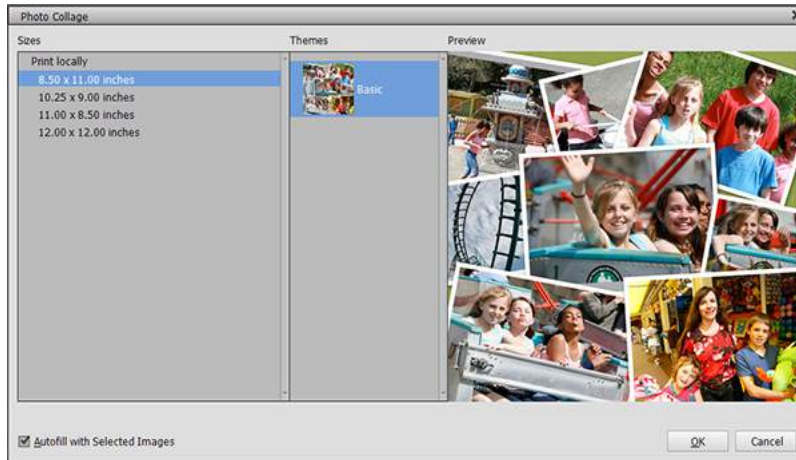 Photo Collage
Sizes
Themes
Preview
Print locally
8.50 x 11.00 inches
10.25 x 9.00 inches
11.00 x 8.50 inches
12.00 x 12.00 inches
Basic
Autofill with Selected Images
OK
Cancel